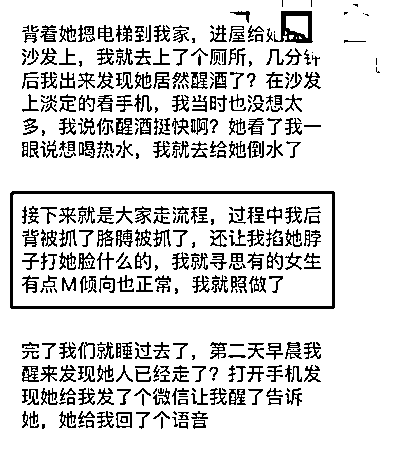 背着她摁电梯到我家，进屋给她
沙发上，我就去上了个厕所，几分钟
后我出来发现她居然醒酒了？在沙发
上淡定的看手机，我当时也没想太
多，我说你醒酒挺快啊？她看了我一
眼说想喝热水，我就去给她倒水了
接下来就是大家走流程，过程中我后
背被抓了胳膊被抓了，还让我掐她脖
子打她脸什么的，我就寻思有的女生
有点M倾向也正常，我就照做了
完了我们就睡过去了，第二天早晨我
醒来发现她人已经走了？打开手机发
现她给我发了个微信让我醒了告诉
她，她给我回了个语音